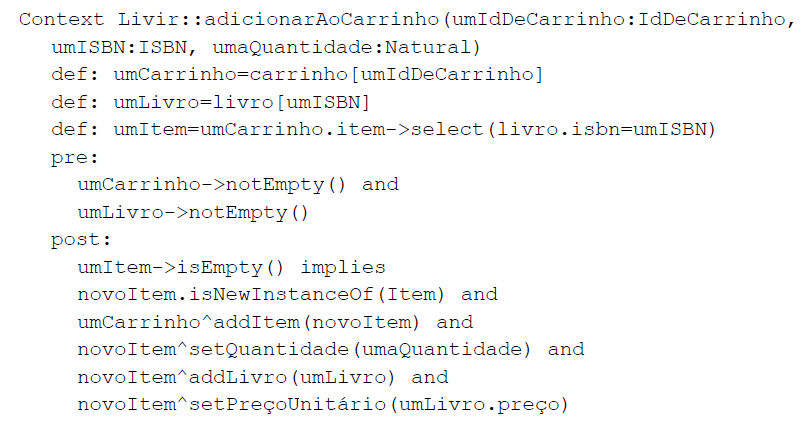 Context Livir::adicionarAoCarrinho(umIdDeCarrinho:IdDeCarrinho,
umISBN:ISBN, umaQuantidade:Natural)
def: umCarrinho=carrinho[umIdDeCarrinho]
def: umLivro=livro[umISBN]
def: umItem=umCarrinho.item->select(livro.isbn=umISBN)
pre:
umCarrinho->notEmpty() and
umLivro->notEmpty()
post:
umItem->isEmpty() implies
novoItem.isNewInstanceOf(Item) and
umCarrinho^addItem(novoItem) and
novoItem^setQuantidade(umaQuantidade) and
novoItem^addLivro(umLivro) and
novoItem^setPreçoUnitário(umLivro.preço)